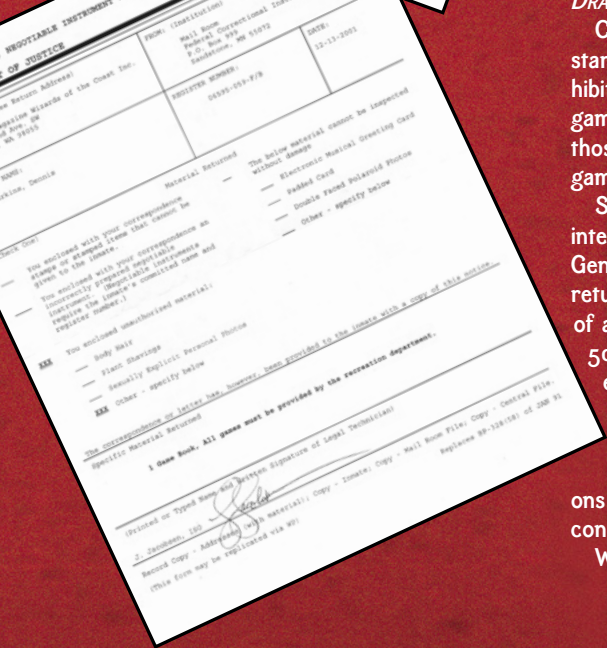 NEGOTIABLE INSTRUMENT
OF JUSTICE
Return Address)
FROM: (Institution)
Mail Room
Federal Correctional
P.O. Box 999
Sandstone, MN 55072
DATE:
12-13-2001
Wizards of the Coast Inc.
Ave. SW
WA 98055
REGISTER NUMBER:
NAME:
Dennis
Material Returned
Check One)
You enclosed with your correspondence
stamps or stamped items that cannot be
given to the inmate.
You enclosed with your correspondence an
incorrectly prepared negotiable
instrument. (Negotiable instruments
require the inmate's committed name and
register number.)
XXX You enclosed unauthorized material:
Body Hair
Plant Shavings
Sexually Explicit Personal Photos
XXX Other - specify below
The below material cannot be inspected
without damage
Electronic Musical Greeting Card
Padded Card
Double Faced Polaroid Photos
Other - specify below
The correspondence or letter has, however, been provided to the inmate with a copy of this notice.
Specific Material Returned
1 Game Book. All games must be provided by the recreation department.
(Printed or Typed Name and Written Signature of Legal Technician)
J. Jacobsen, ISO
Record Copy - Addressee (with material); Copy - Inmate; Copy - Mail Room File; Copy - Central File.
(This form may be replicated via WP)
Replaces BP-328(58) of JAN 91
DRA
C
stan
hibit
gam
thos
gam
S
inte
Gen
retu
of a
50
e
ons
con
W